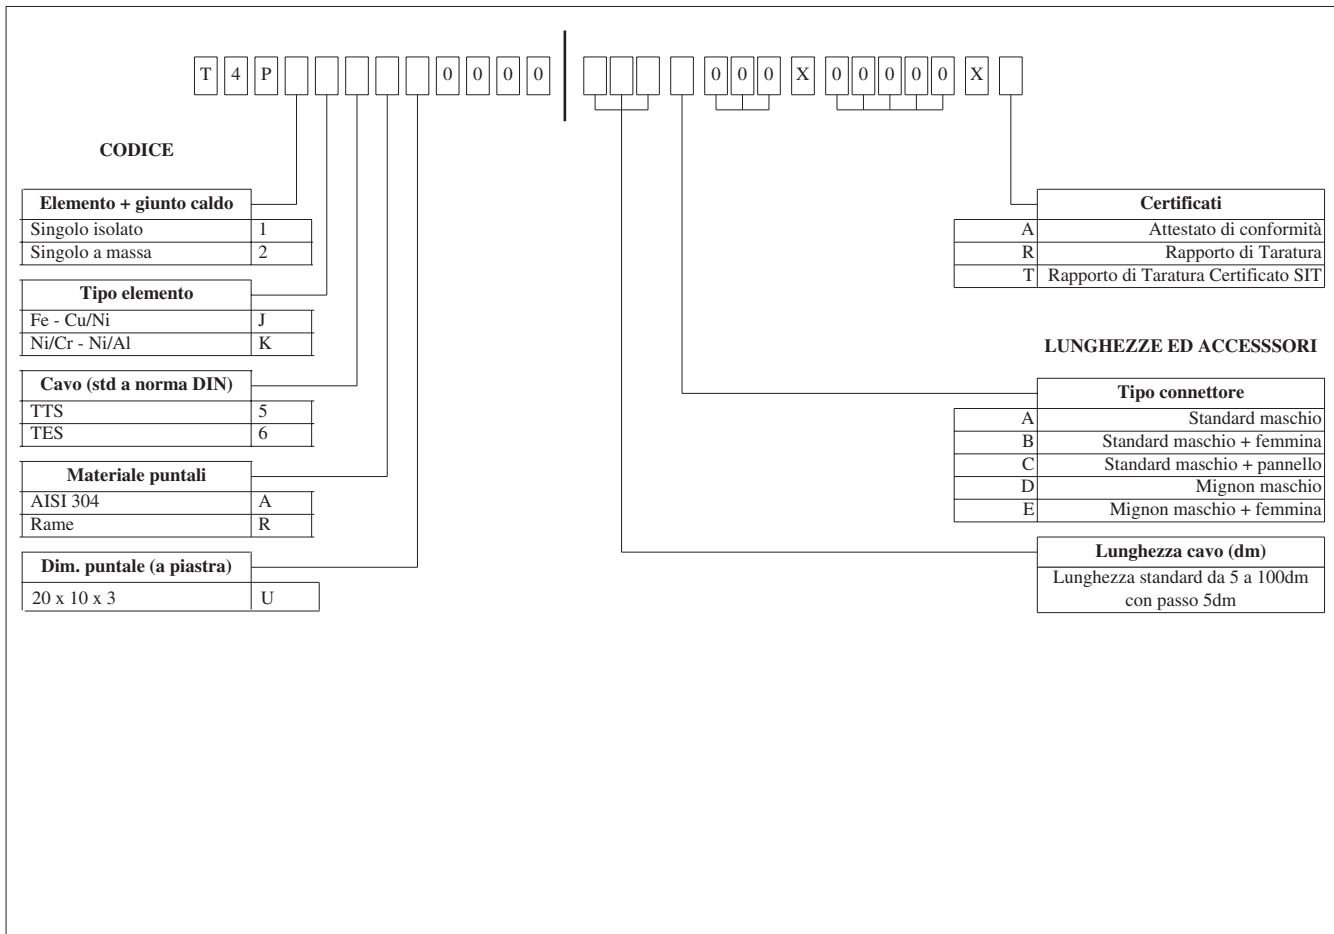 T 4 P 0 0 0 0 0 0 0 X 0 0 0 0 0 X
CODICE
Elemento + giunto caldo
Singolo isolato 1
Singolo a massa 2
Tipo elemento
Fe - Cu/Ni J
Ni/Cr - Ni/Al K
Cavo (std a norma DIN)
TTS 5
TES 6
Materiale puntali
AISI 304 A
Rame R
Dim. puntale (a piastra)
20 x 10 x 3 U
Certificati
A Attestato di conformità
R Rapporto di Taratura
T Rapporto di Taratura Certificato SIT
LUNGHEZZE ED ACCESSSORI
Tipo connettore
A Standard maschio
B Standard maschio + femmina
C Standard maschio + pannello
D Mignon maschio
E Mignon maschio + femmina
Lunghezza cavo (dm)
Lunghezza standard da 5 a 100dm
con passo 5dm